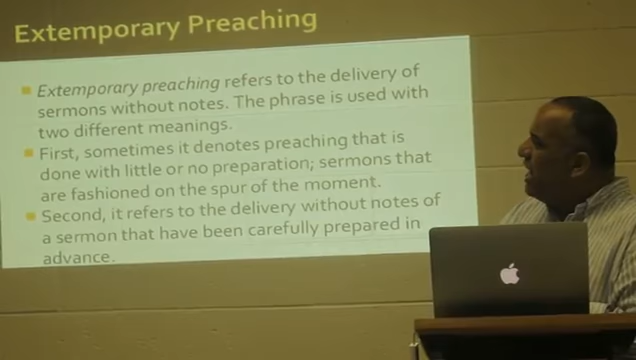 Extemporary Preaching
Extemporary preaching refers to the delivery of
sermons without notes. The phrase is used with
two different meanings.
First, sometimes it denotes preaching that is
done with little or no preparation; sermons that
are fashioned on the spur of the moment.
Second, it refers to the delivery without notes of
a sermon that have been carefully prepared in
advance.